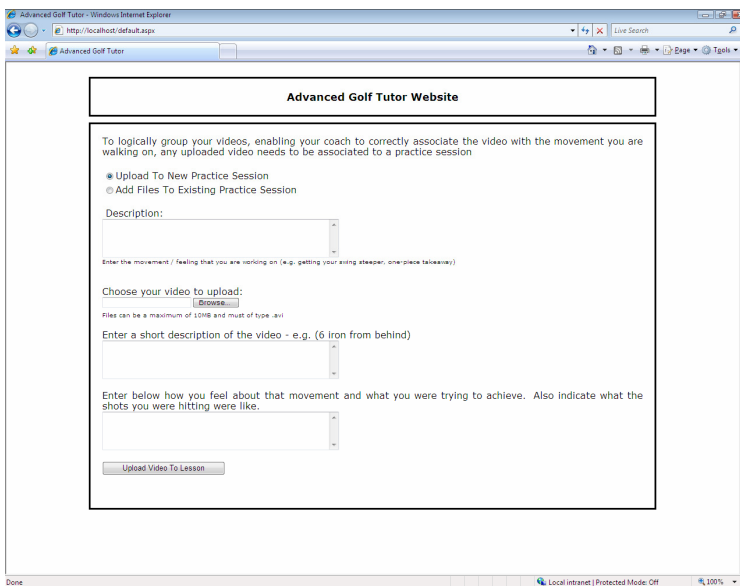 Advanced Golf Tutor - Windows Internet Explorer
http://localhost/default.aspx
Live Search
Advanced Golf Tutor
Page
Tools
Advanced Golf Tutor Website
To logically group your videos, enabling your coach to correctly associate the video with the movement you are
walking on, any uploaded video needs to be associated to a practice session
Upload To New Practice Session
Add Files To Existing Practice Session
Description:
Enter the movement / feeling that you are working on (e.g. getting your swing steeper, one-piece takeaway)
Choose your video to upload:
Browse...
Files can be a maximum of 10MB and must of type .avi
Enter a short description of the video - e.g. (6 iron from behind)
Enter below how you feel about that movement and what you were trying to achieve. Also indicate what the
shots you were hitting were like.
Upload Video To Lesson
Done
Local intranet | Protected Mode: Off
100%